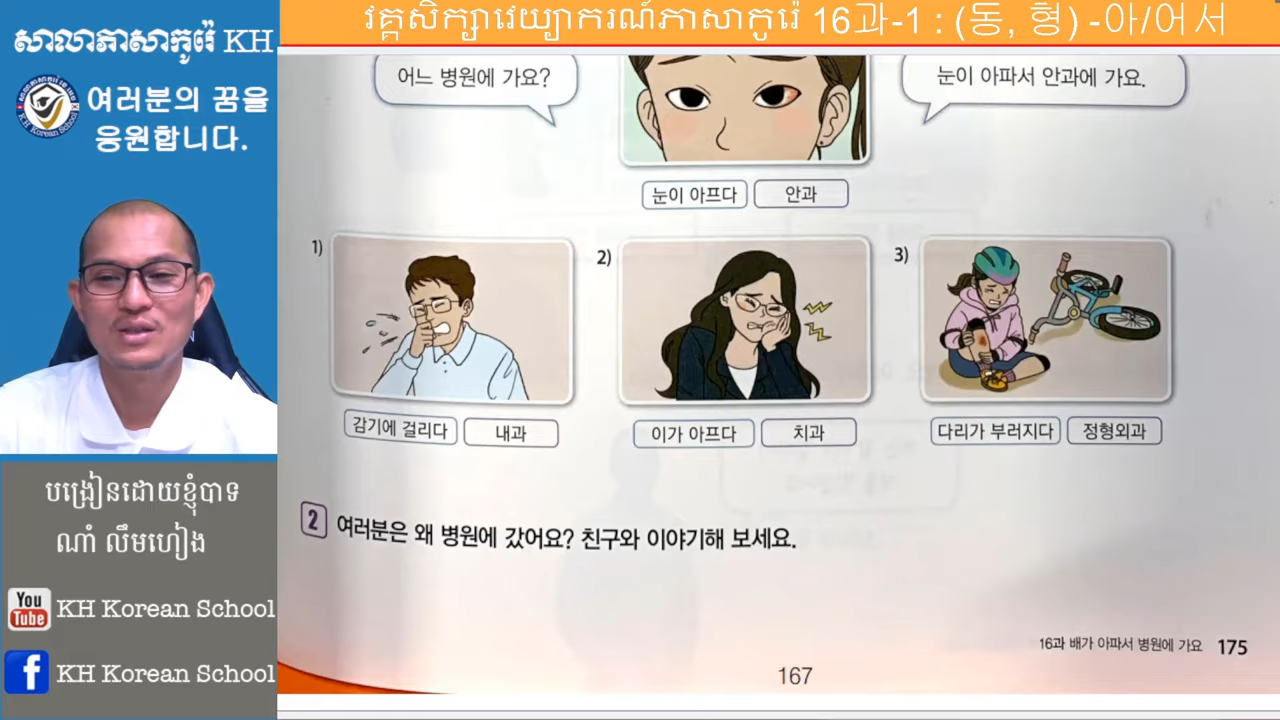 វគ្គសិក្សាវេយ្យាករណ៍ភាសាកូរ៉េ 16과-1 : (동, 형) -아/어서
សាលាភាសាកូរ៉េ KH
여러분의 꿈을
응원합니다.
어느 병원에 가요?
눈이 아파서 안과에 가요.
눈이 아프다 안과
1)
2)
3)
감기에 걸리다 내과
이가 아프다 치과
다리가 부러지다 정형외과
2 여러분은 왜 병원에 갔어요? 친구와 이야기해 보세요.
16과 배가 아파서 병원에 가요 175
167
បង្រៀនដោយខ្ញុំបាទ
ណាំ លឹមហៀង
You Tube KH Korean School
f KH Korean School